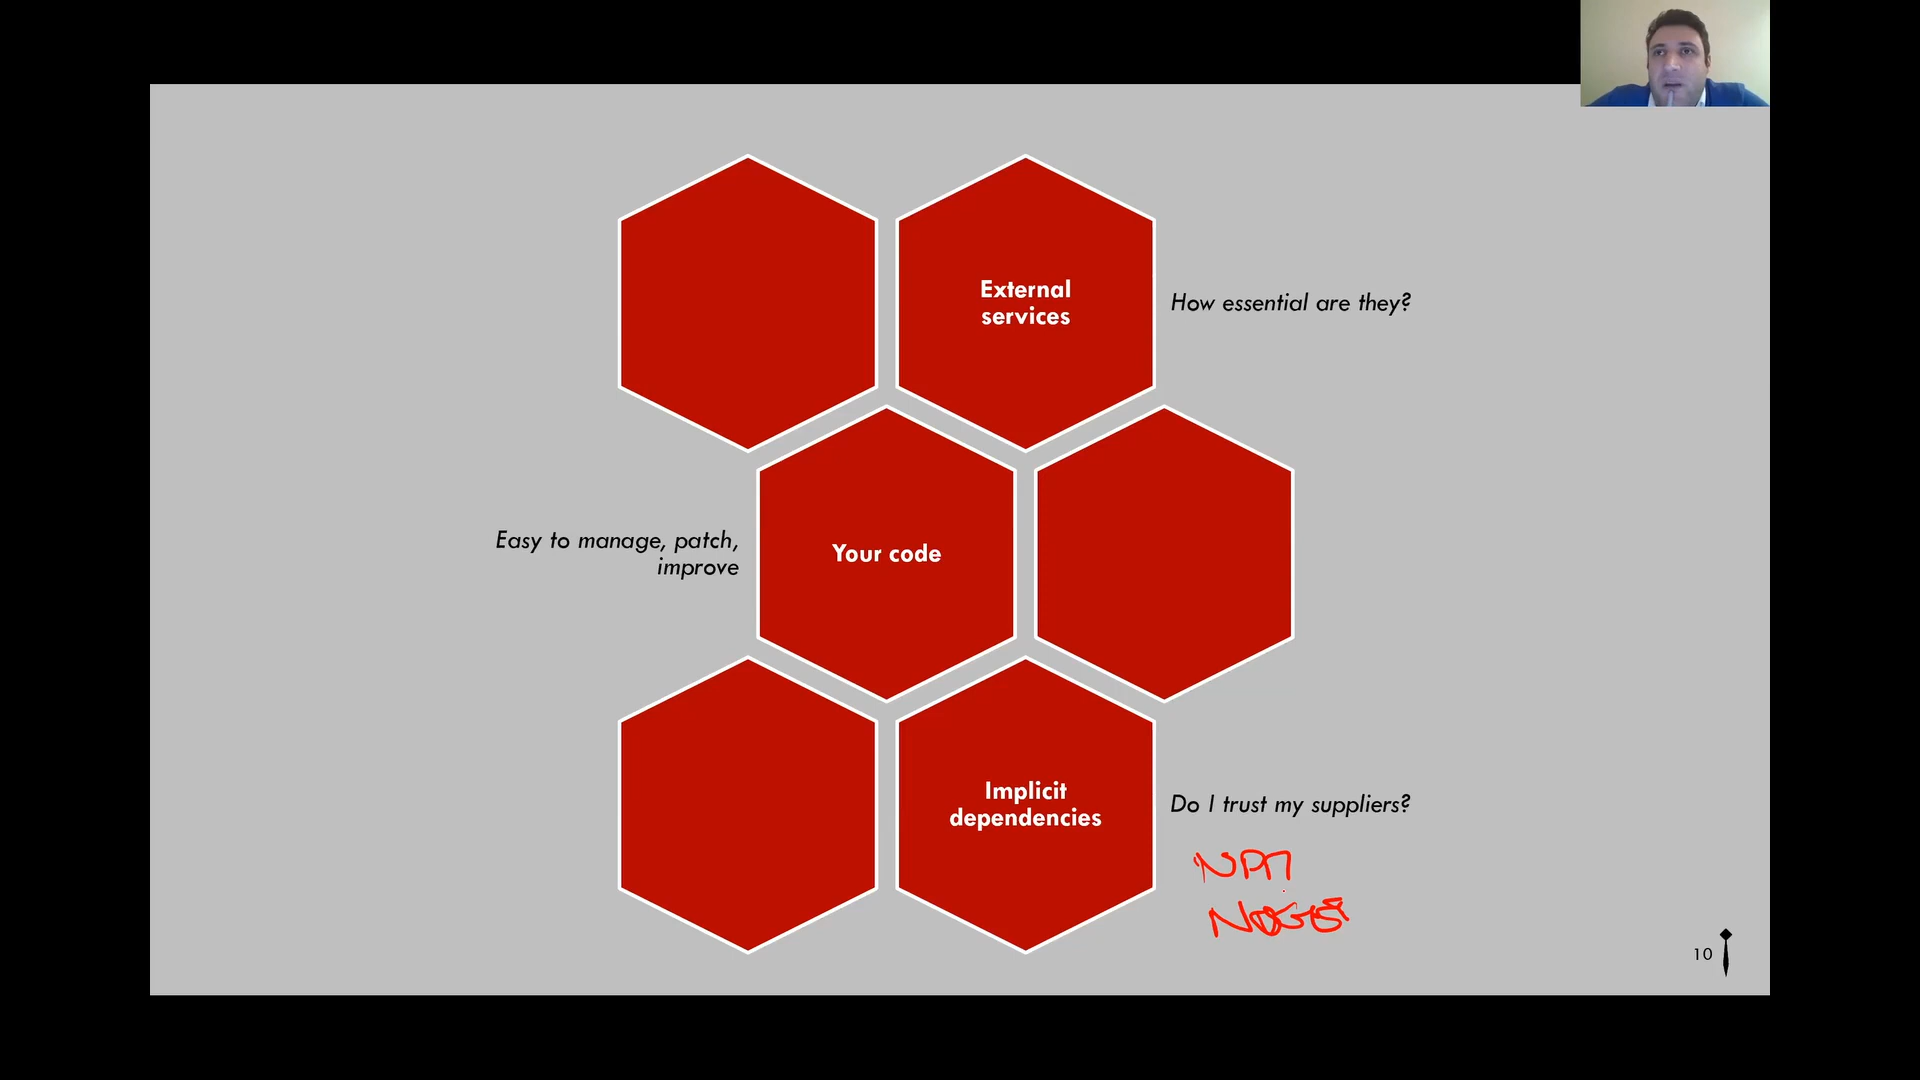 External
services
How essential are they?
Easy to manage, patch,
improve
Your code
Implicit
dependencies
Do I trust my suppliers?
NPM
10